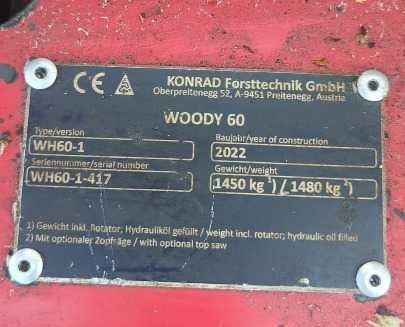 CE KONRAD Forsttechnik GmbH
Oberpreitenegg 52, A-9451 Preitenegg, Austria
WOODY 60
Type/version Baujahr/year of construction
WH60-1 2022
Seriennummer/serial number Gewicht/weight
WH60-1-417 1450 kg ¹) / 1480 kg ²)
1) Gewicht inkl. Rotator; Hydrauliköl gefüllt / weight incl. rotator; hydraulic oil filled
2) Mit optionaler Zopfsäge / with optional top saw